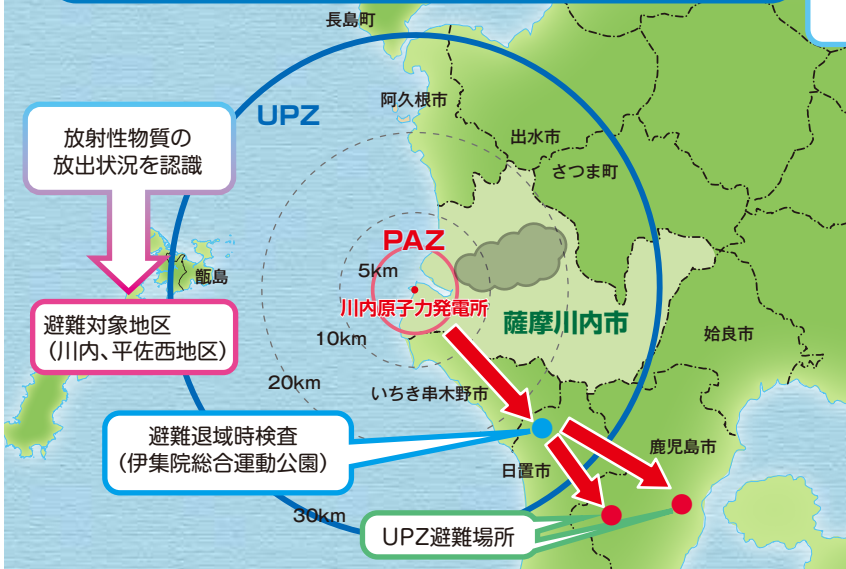 長島町
UPZ
阿久根市
放射性物質の
放出状況を認識
出水市
さつま町
PAZ
5km
甑島
川内原子力発電所
避難対象地区
（川内、平佐西地区）
薩摩川内市
10km
姶良市
20km
いちき串木野市
避難退域時検査
（伊集院総合運動公園）
鹿児島市
日置市
30km
UPZ避難場所